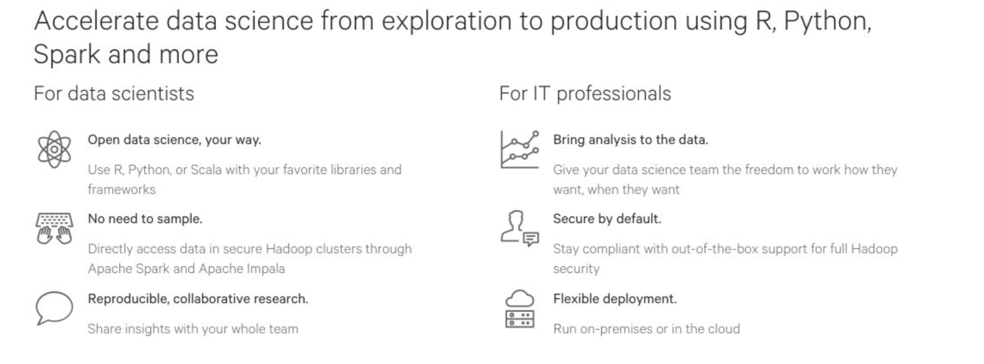 Accelerate data science from exploration to production using R, Python,
Spark and more
For data scientists
Open data science, your way.
Use R, Python, or Scala with your favorite libraries and
frameworks
No need to sample.
Directly access data in secure Hadoop clusters through
Apache Spark and Apache Impala
Reproducible, collaborative research.
Share insights with your whole team
For IT professionals
Bring analysis to the data.
Give your data science team the freedom to work how they
want, when they want
Secure by default.
Stay compliant with out-of-the-box support for full Hadoop
security
Flexible deployment.
Run on-premises or in the cloud